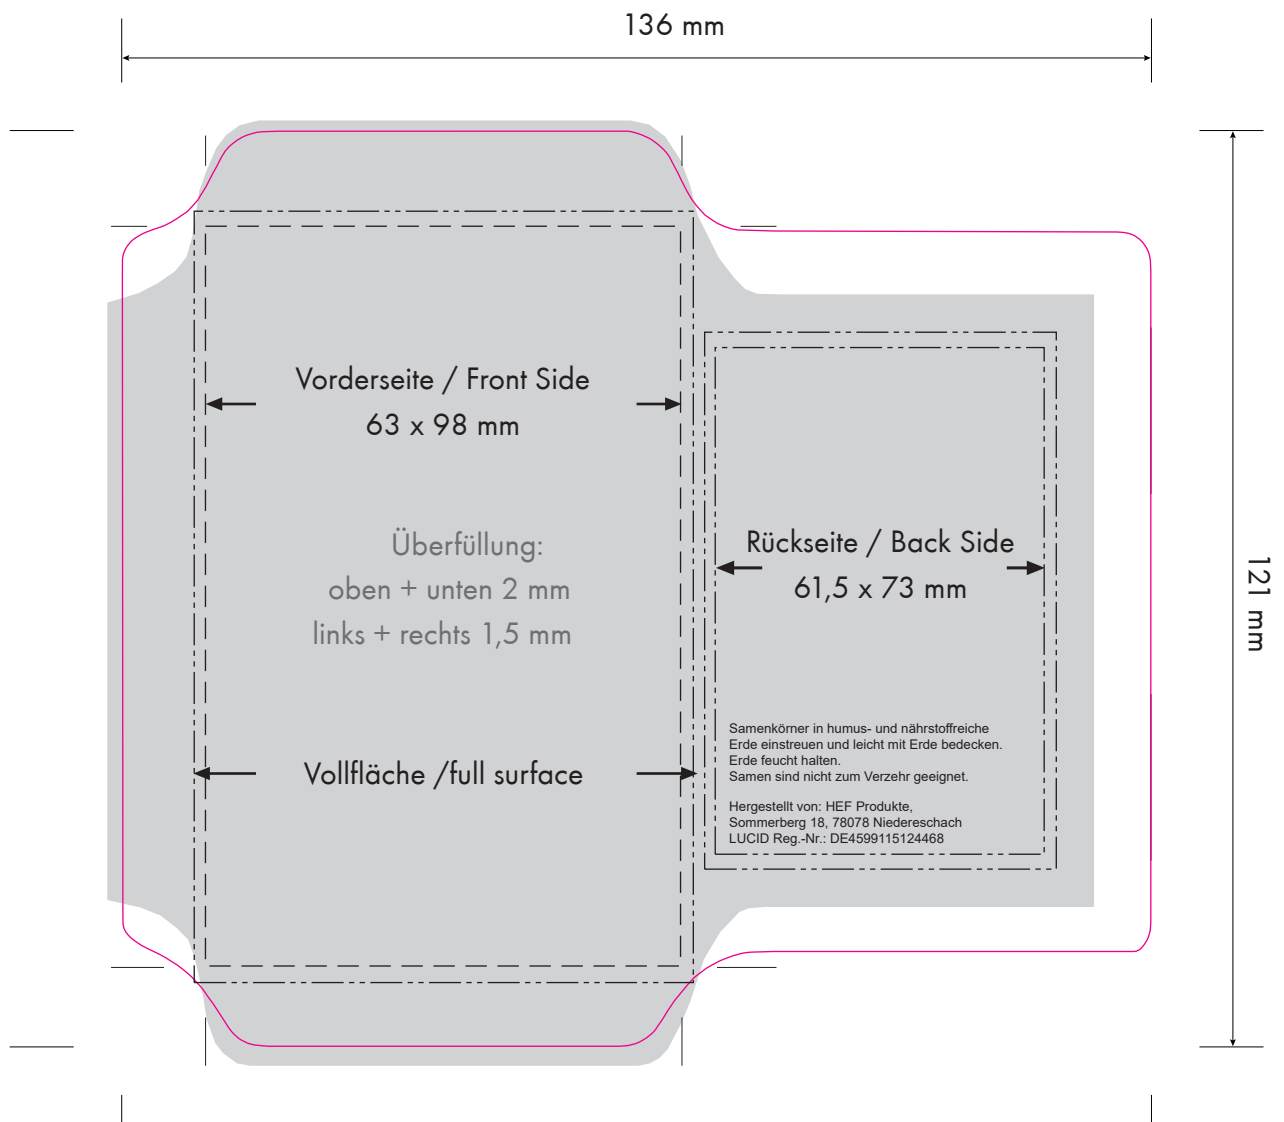 136 mm
Vorderseite / Front Side
63 x 98 mm
Überfüllung:
oben + unten 2 mm
links + rechts 1,5 mm
Vollfläche /full surface
Rückseite / Back Side
61,5 x 73 mm
Samenkörner in humus- und nährstoffreiche
Erde einstreuen und leicht mit Erde bedecken.
Erde feucht halten.
Samen sind nicht zum Verzehr geeignet.
Hergestellt von: HEF Produkte,
Sommerberg 18, 78078 Niedereschach
LUCID Reg.-Nr.: DE4599115124468
121 mm